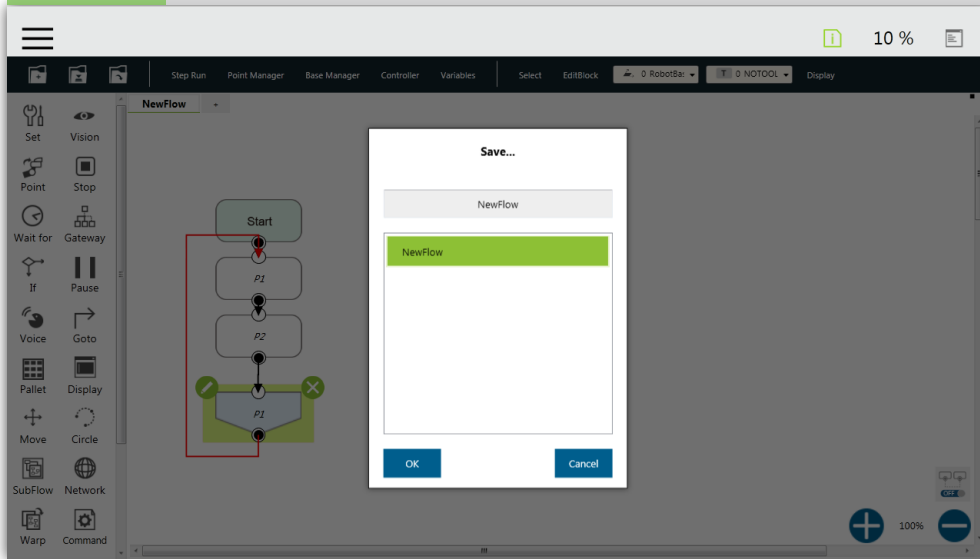 10 %
Step Run Point Manager Base Manager Controller Variables Select EditBlock 0 RobotBa: T 0 NOTOOL Display
NewFlow +
Set Vision
Point Stop
Wait for Gateway
If Pause
Voice Goto
Pallet Display
Move Circle
SubFlow Network
Warp Command
Start
P1
P2
P1
Save...
NewFlow
NewFlow
OK Cancel
OFF
100%